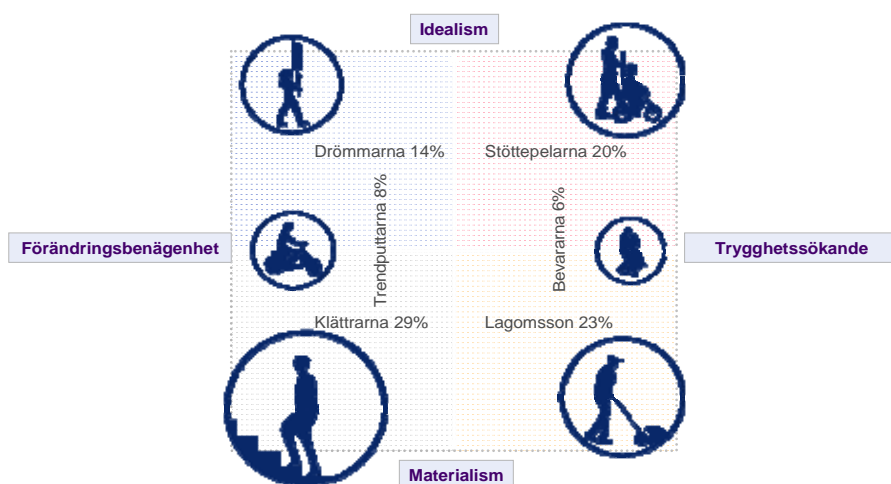 Idealism
Drömmarna 14%
Stöttepelarna 20%
Trendputtarna 8%
Bevararna 6%
Förändringsbenägenhet
Trygghetssökande
Klättrarna 29%
Lagomsson 23%
Materialism